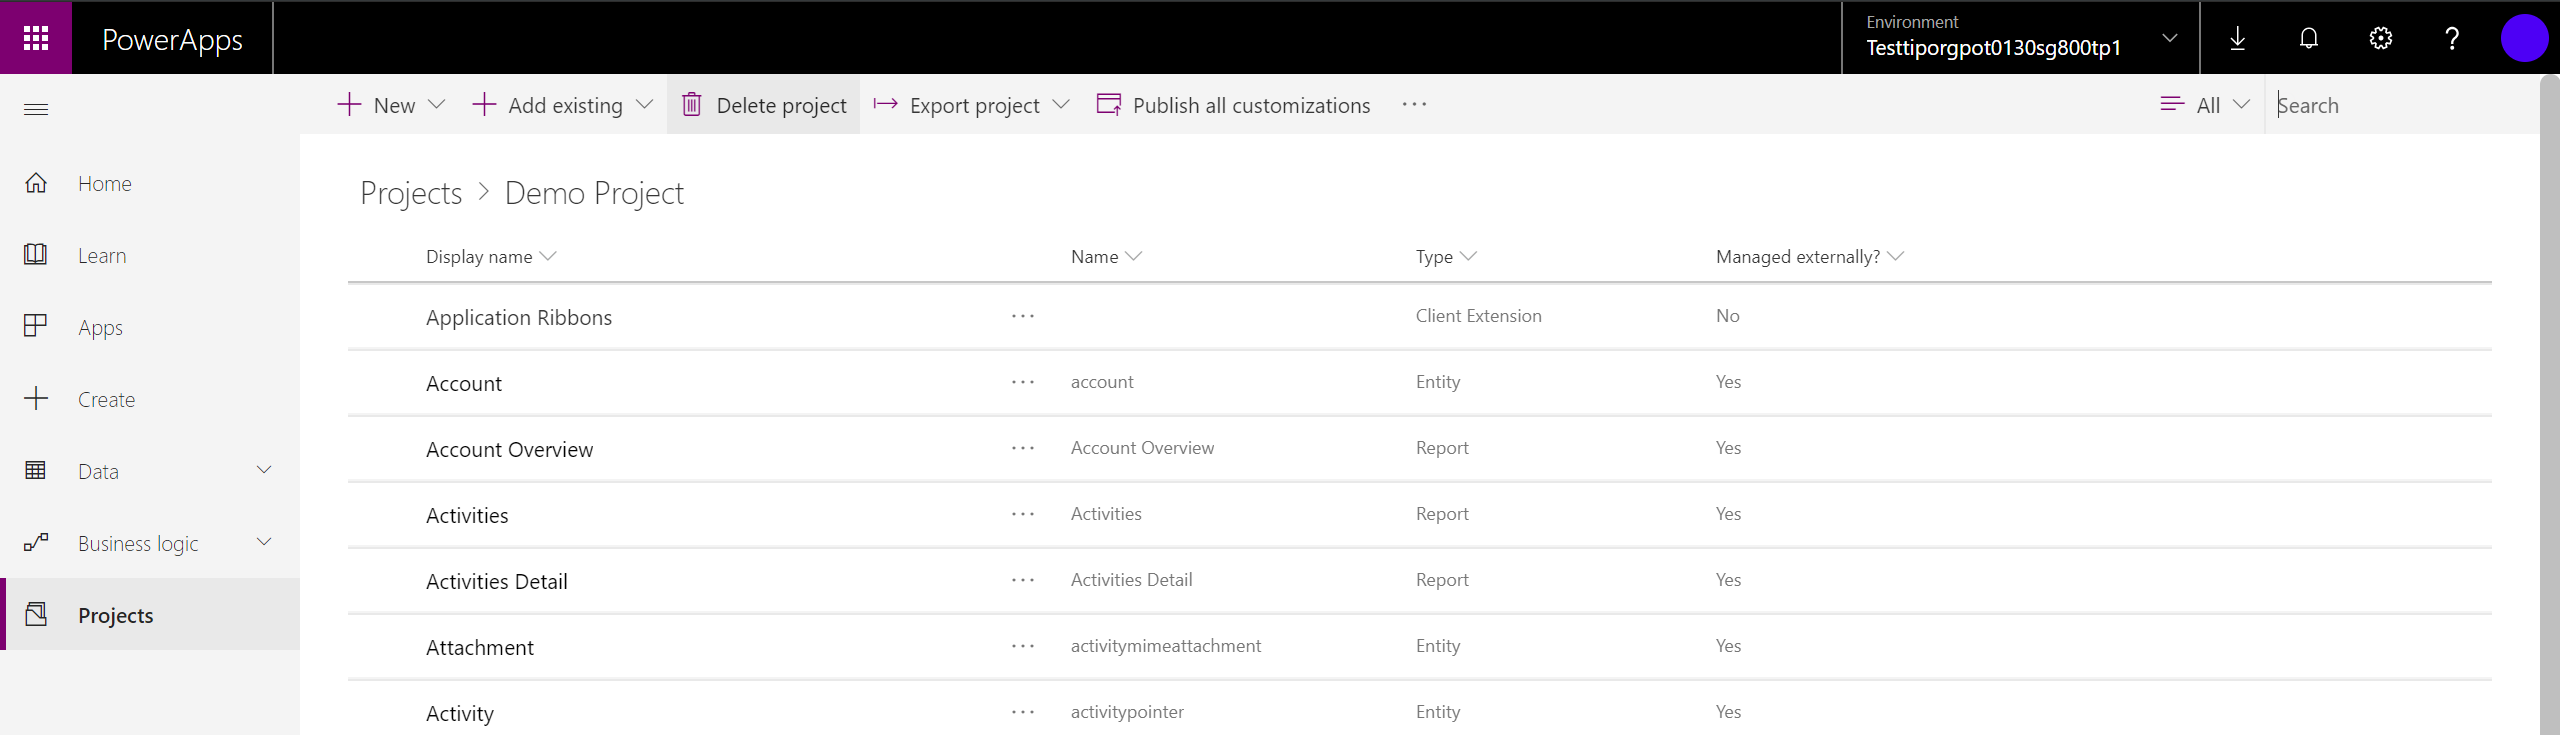 PowerApps
Environment
Testtiporgpot0130sg800tp1
New
Add existing
Delete project
Export project
Publish all customizations
All
Search
Home
Learn
Apps
Create
Data
Business logic
Projects
Projects > Demo Project
Display name Name Type Managed externally?
Application Ribbons ... Client Extension No
Account ... account Entity Yes
Account Overview ... Account Overview Report Yes
Activities ... Activities Report Yes
Activities Detail ... Activities Detail Report Yes
Attachment ... activitymimeattachment Entity Yes
Activity ... activitypointer Entity Yes